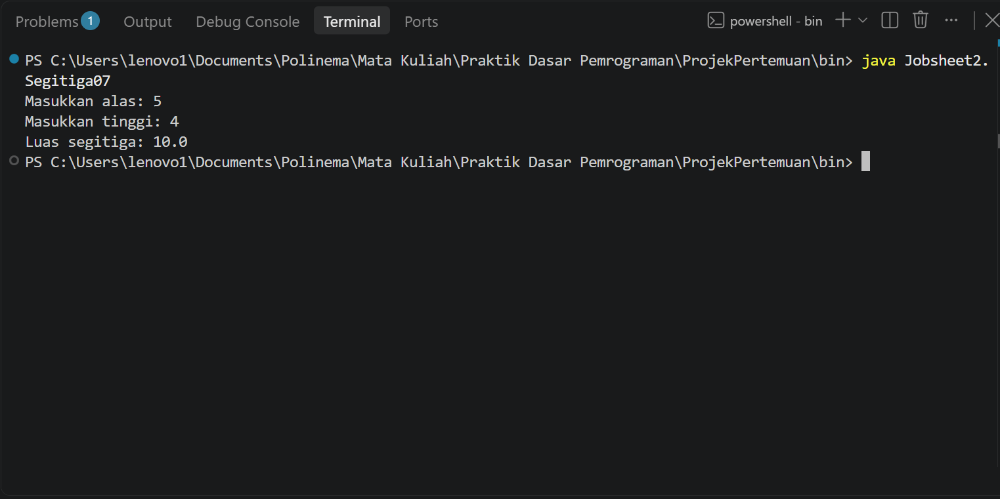 Problems 1 Output Debug Console Terminal Ports powershell - bin
PS C:\Users\lenovo1\Documents\Polinema\Mata Kuliah\Praktik Dasar Pemrograman\ProjekPertemuan\bin> java Jobsheet2.
Segitiga07
Masukkan alas: 5
Masukkan tinggi: 4
Luas segitiga: 10.0
PS C:\Users\lenovo1\Documents\Polinema\Mata Kuliah\Praktik Dasar Pemrograman\ProjekPertemuan\bin>